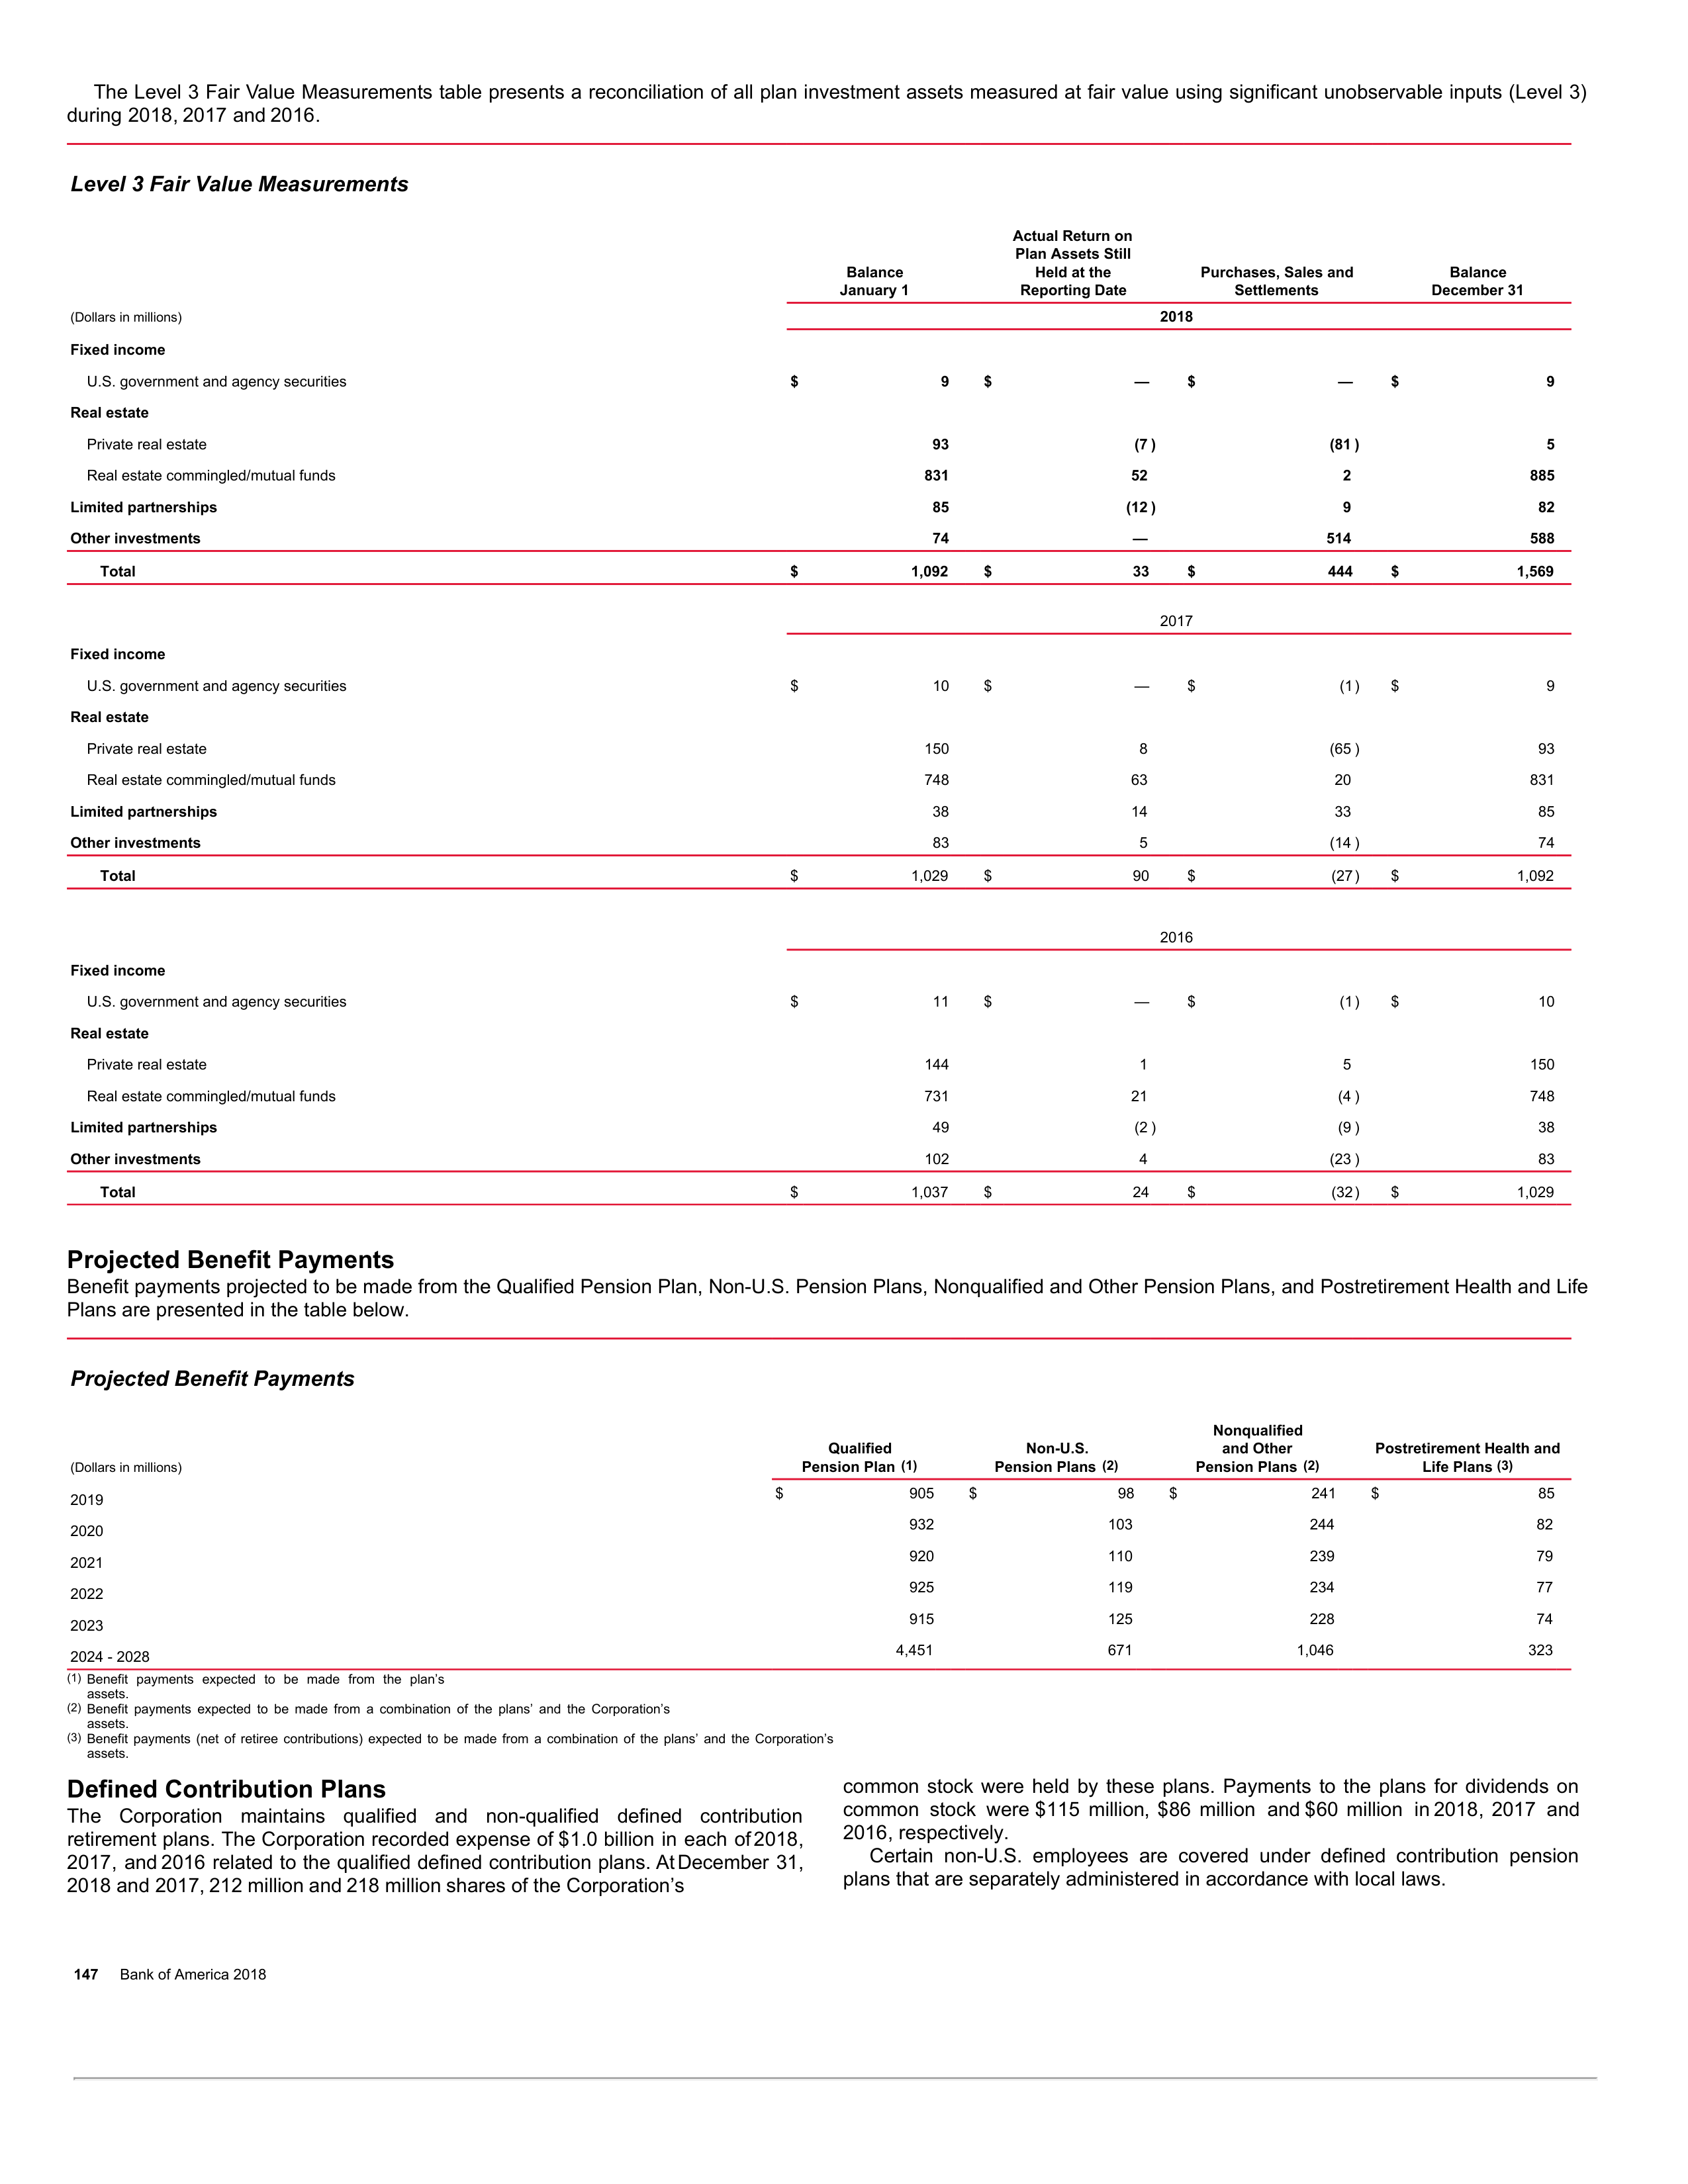 The Level 3 Fair Value Measurements table presents a reconciliation of all plan investment assets measured at fair value using significant unobservable inputs (Level 3)
during 2018, 2017 and 2016.
Level 3 Fair Value Measurements
Balance January 1 Actual Return on Plan Assets Still Held at the Reporting Date Purchases, Sales and Settlements Balance December 31
(Dollars in millions) 2018
Fixed income
U.S. government and agency securities $ 9 $ — $ — $ 9
Real estate
Private real estate 93 (7 ) (81 ) 5
Real estate commingled/mutual funds 831 52 2 885
Limited partnerships 85 (12 ) 9 82
Other investments 74 — 514 588
Total $ 1,092 $ 33 $ 444 $ 1,569
2017
Fixed income
U.S. government and agency securities $ 10 $ — $ (1 ) $ 9
Real estate
Private real estate 150 8 (65 ) 93
Real estate commingled/mutual funds 748 63 20 831
Limited partnerships 38 14 33 85
Other investments 83 5 (14 ) 74
Total $ 1,029 $ 90 $ (27 ) $ 1,092
2016
Fixed income
U.S. government and agency securities $ 11 $ — $ (1 ) $ 10
Real estate
Private real estate 144 1 5 150
Real estate commingled/mutual funds 731 21 (4 ) 748
Limited partnerships 49 (2 ) (9 ) 38
Other investments 102 4 (23 ) 83
Total $ 1,037 $ 24 $ (32 ) $ 1,029
Projected Benefit Payments
Benefit payments projected to be made from the Qualified Pension Plan, Non-U.S. Pension Plans, Nonqualified and Other Pension Plans, and Postretirement Health and Life
Plans are presented in the table below.
Projected Benefit Payments
(Dollars in millions) Qualified Pension Plan (1) Non-U.S. Pension Plans (2) Nonqualified and Other Pension Plans (2) Postretirement Health and Life Plans (3)
2019 $ 905 $ 98 $ 241 $ 85
2020 932 103 244 82
2021 920 110 239 79
2022 925 119 234 77
2023 915 125 228 74
2024 - 2028 4,451 671 1,046 323
(1) Benefit payments expected to be made from the plan’s
assets.
(2) Benefit payments expected to be made from a combination of the plans’ and the Corporation’s
assets.
(3) Benefit payments (net of retiree contributions) expected to be made from a combination of the plans’ and the Corporation’s
assets.
Defined Contribution Plans
The Corporation maintains qualified and non-qualified defined contribution
retirement plans. The Corporation recorded expense of $1.0 billion in each of 2018,
2017, and 2016 related to the qualified defined contribution plans. At December 31,
2018 and 2017, 212 million and 218 million shares of the Corporation’s
common stock were held by these plans. Payments to the plans for dividends on
common stock were $115 million, $86 million and $60 million in 2018, 2017 and
2016, respectively.
Certain non-U.S. employees are covered under defined contribution pension
plans that are separately administered in accordance with local laws.
147 Bank of America 2018